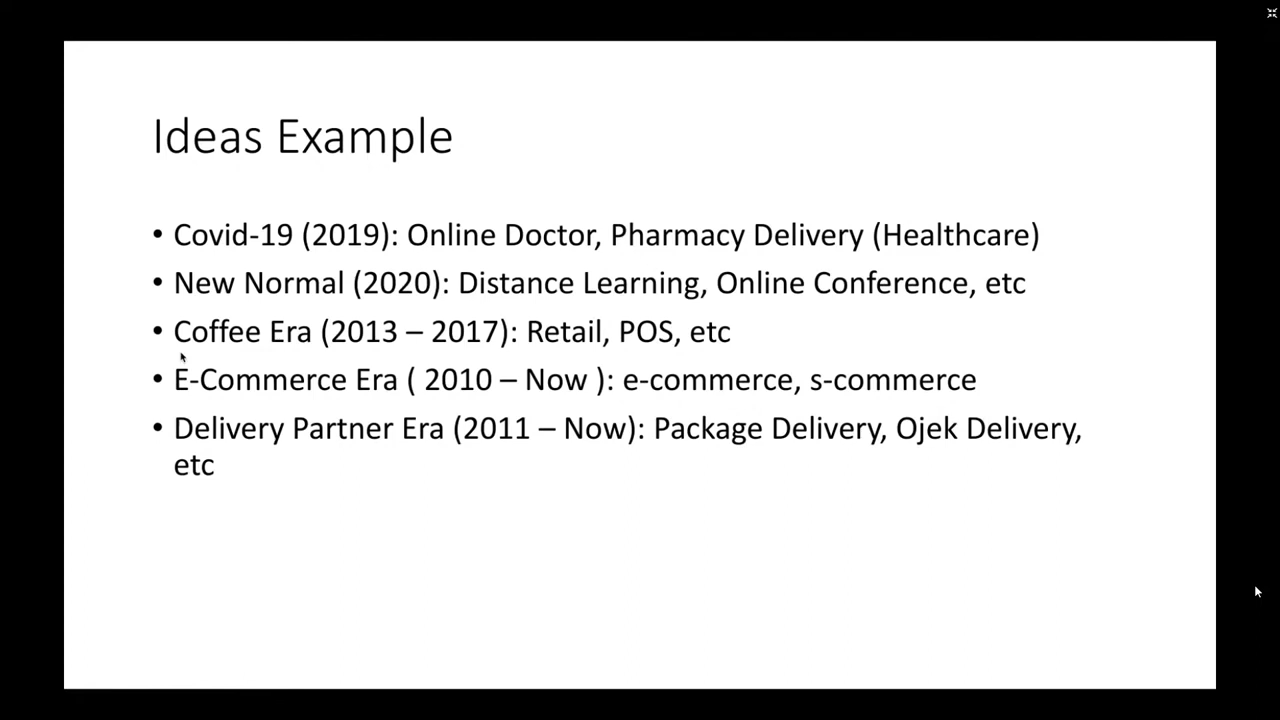 Ideas Example
• Covid-19 (2019): Online Doctor, Pharmacy Delivery (Healthcare)
• New Normal (2020): Distance Learning, Online Conference, etc
• Coffee Era (2013 – 2017): Retail, POS, etc
• E-Commerce Era ( 2010 – Now ): e-commerce, s-commerce
• Delivery Partner Era (2011 – Now): Package Delivery, Ojek Delivery,
etc